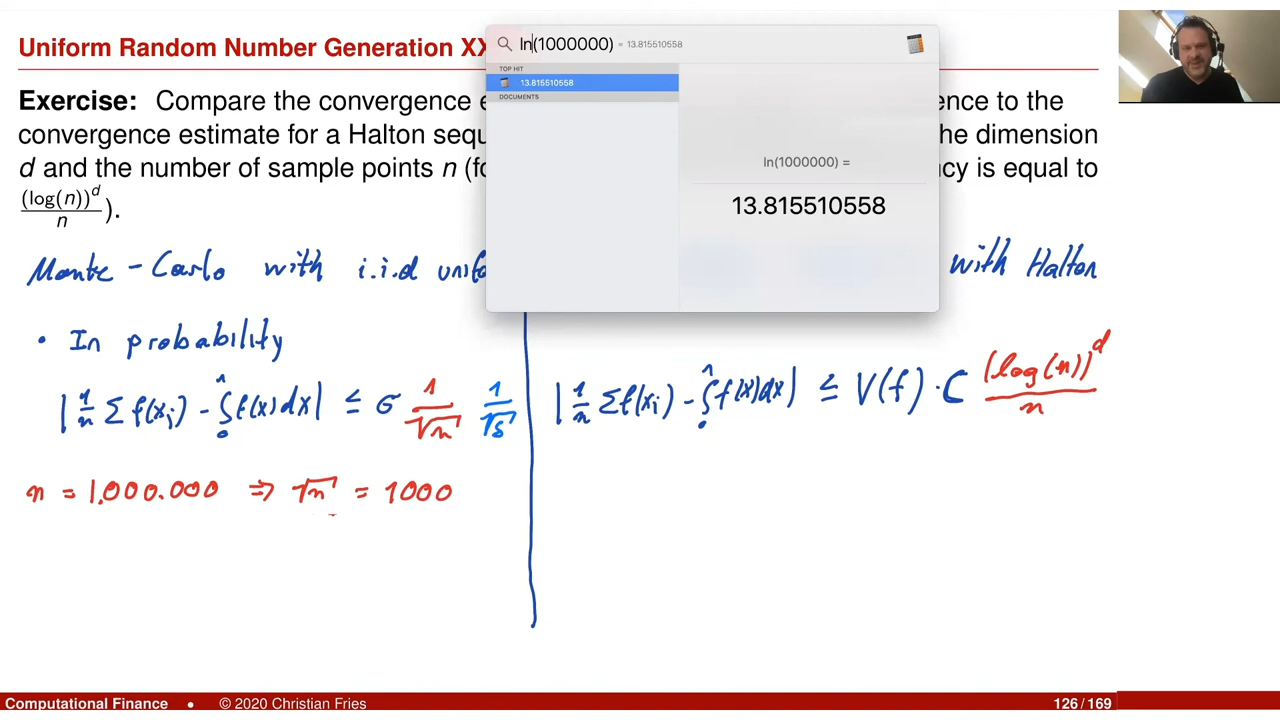 Uniform Random Number Generation XX
ln(1000000) = 13.815510558
TOP HIT
13.815510558
DOCUMENTS
ln(1000000) =
13.815510558
Exercise: Compare the convergence e ence to the
convergence estimate for a Halton sequ he dimension
d and the number of sample points n (fo cy is equal to
(log(n))^d
n ).
Monte-Carlo with i.i.d unifo with Halton
• In probability
| 1/n Σ f(x_i) - ∫_0^1 f(x) dx | ≤ σ 1/√n 1/√δ
| 1/n Σ f(x_i) - ∫_0^1 f(x) dx | ≤ V(f) · C (log(n))^d / n
n = 1.000.000 ⇒ √n = 1000
Computational Finance • © 2020 Christian Fries 126 / 169